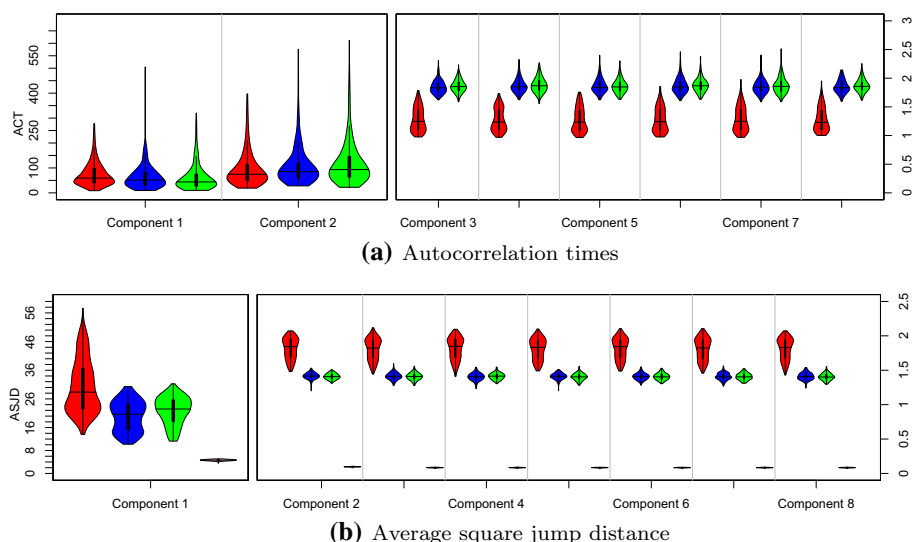 ACT
0 100 250 400 550
Component 1 Component 2
Component 3 Component 5 Component 7
0 0.5 1 1.5 2 2.5 3
(a) Autocorrelation times
ASJD
0 8 16 26 36 46 56
Component 1
Component 2 Component 4 Component 6 Component 8
0 0.5 1 1.5 2 2.5
(b) Average square jump distance